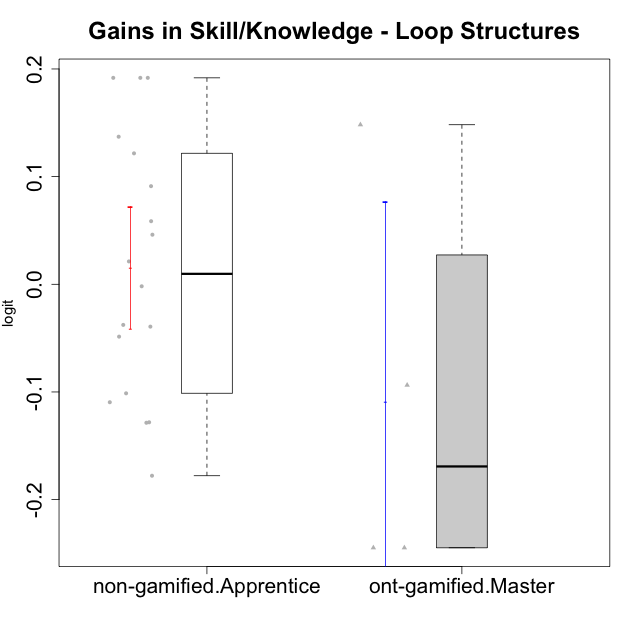 Gains in Skill/Knowledge - Loop Structures
0.2
0.1
0.0
-0.1
-0.2
logit
non-gamified.Apprentice
ont-gamified.Master